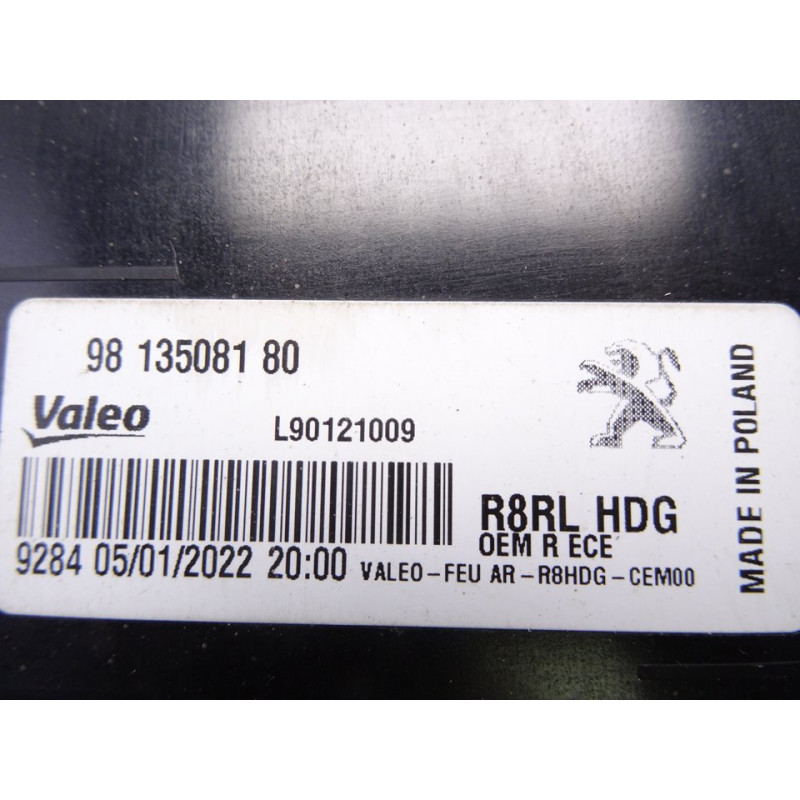 98 135081 80
Valeo
L90121009
R8RL HDG
OEM R ECE
9284 05/01/2022 20:00 VALEO-FEU AR-R8HDG-CEM00
MADE IN POLAND